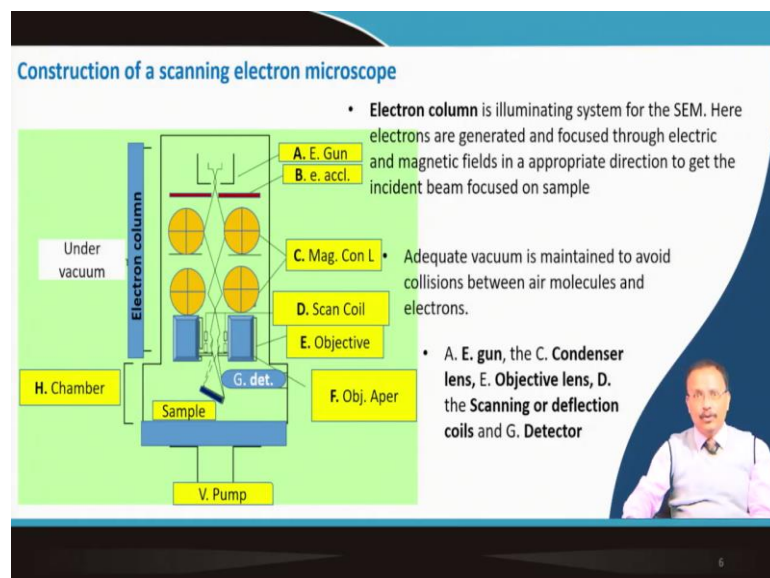 Construction of a scanning electron microscope
• Electron column is illuminating system for the SEM. Here
electrons are generated and focused through electric
and magnetic fields in a appropriate direction to get the
incident beam focused on sample
• Adequate vacuum is maintained to avoid
collisions between air molecules and
electrons.
• A. E. gun, the C. Condenser
lens, E. Objective lens, D.
the Scanning or deflection
coils and G. Detector
A. E. Gun
B. e. accl.
Electron column
Under
vacuum
C. Mag. Con L
D. Scan Coil
E. Objective
G. det.
H. Chamber
F. Obj. Aper
Sample
V. Pump
6